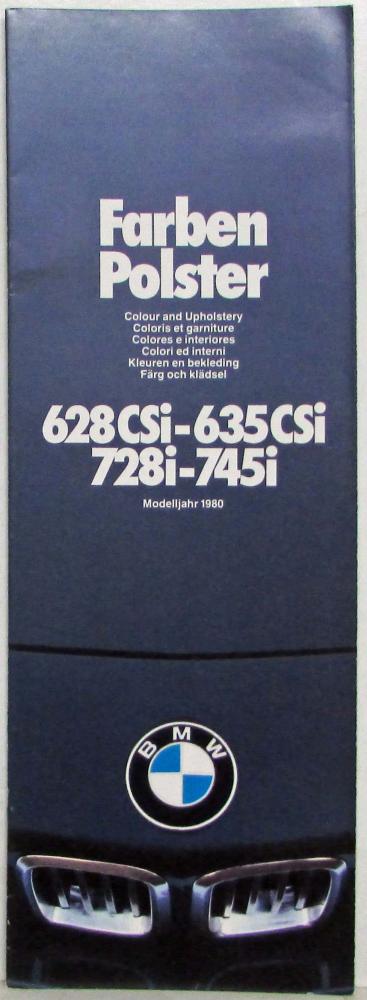 Farben
Polster
Colour and Upholstery
Coloris et garniture
Colores e interiores
Colori ed interni
Kleuren en bekleding
Färg och klädsel
628CSi-635CSi
728i-745i
Modelljahr 1980
BMW